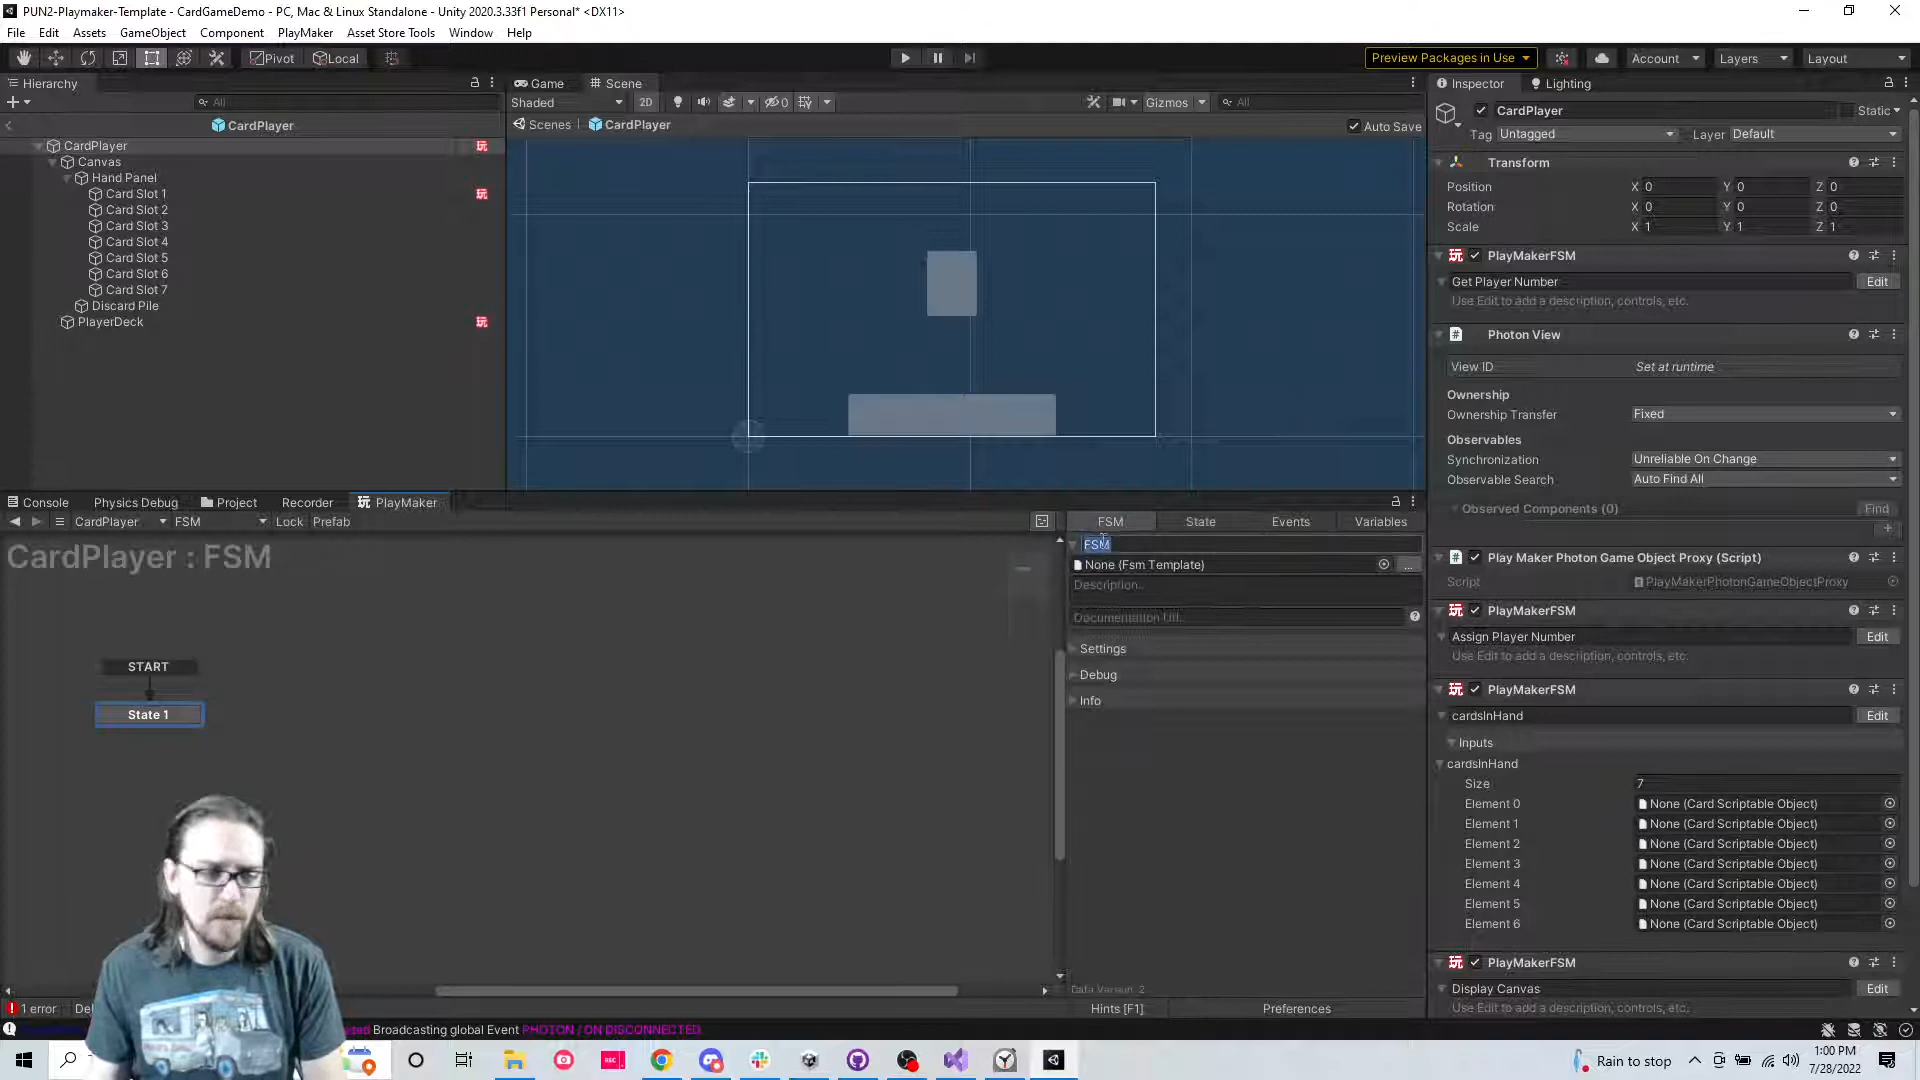 PUN2-Playmaker-Template - CardGameDemo - PC, Mac & Linux Standalone - Unity 2020.3.33f1 Personal* <DX11>
File Edit Assets GameObject Component PlayMaker Asset Store Tools Window Help
Pivot Local Preview Packages in Use Account Layers Layout
Hierarchy Game Scene Inspector Lighting
All Shaded 2D 0 Gizmos All
CardPlayer
Scenes CardPlayer Auto Save
CardPlayer Static
Tag Untagged Layer Default
CardPlayer
Canvas
Hand Panel
Card Slot 1
Card Slot 2
Card Slot 3
Card Slot 4
Card Slot 5
Card Slot 6
Card Slot 7
Discard Pile
PlayerDeck
Transform
Position X 0 Y 0 Z 0
Rotation X 0 Y 0 Z 0
Scale X 1 Y 1 Z 1
PlayMakerFSM
Get Player Number Edit
Use Edit to add a description, controls, etc.
Photon View
View ID Set at runtime
Ownership
Ownership Transfer Fixed
Observables
Synchronization Unreliable On Change
Observable Search Auto Find All
Observed Components (0) Find
Play Maker Photon Game Object Proxy (Script)
Script PlayMakerPhotonGameObjectProxy
PlayMakerFSM
Assign Player Number Edit
Use Edit to add a description, controls, etc.
PlayMakerFSM
cardsInHand Edit
Inputs
cardsInHand
Size 7
Element 0 None (Card Scriptable Object)
Element 1 None (Card Scriptable Object)
Element 2 None (Card Scriptable Object)
Element 3 None (Card Scriptable Object)
Element 4 None (Card Scriptable Object)
Element 5 None (Card Scriptable Object)
Element 6 None (Card Scriptable Object)
PlayMakerFSM
Display Canvas Edit
Use Edit to add a description, controls, etc.
Console Physics Debug Project Recorder PlayMaker
CardPlayer FSM Lock Prefab
CardPlayer : FSM
START
State 1
FSM State Events Variables
FSM
None (Fsm Template) ...
Description...
Documentation Url...
Settings
Debug
Info
Data Version 2
1 error Hints [F1] Preferences
Broadcasting global Event PHOTON / ON DISCONNECTED
REC
Rain to stop
1:00 PM
7/28/2022